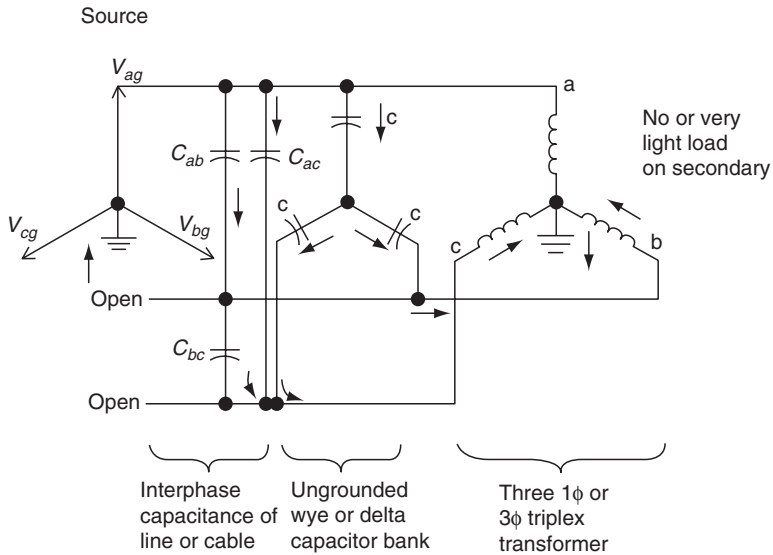 Source
V_ag
a
c
No or very
light load
on secondary
C_ab
C_ac
c
c
V_cg
V_bg
c
b
Open
C_bc
Open
Interphase
capacitance of
line or cable
Ungrounded
wye or delta
capacitor bank
Three 1ϕ or
3ϕ triplex
transformer